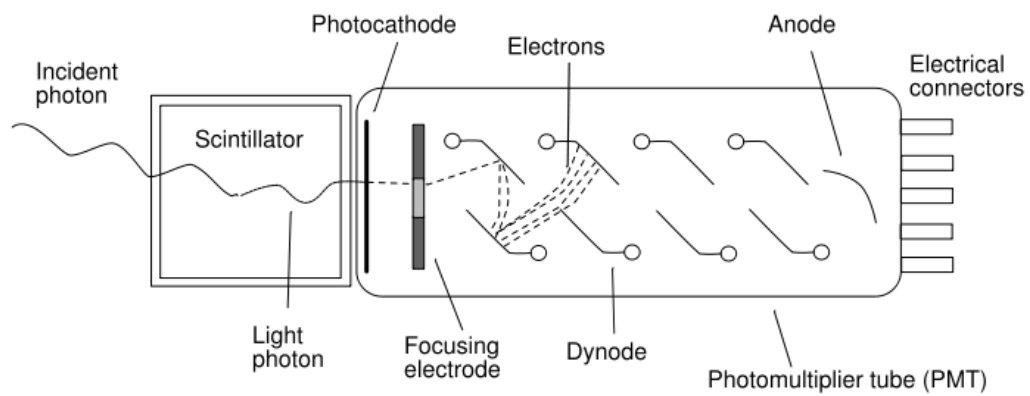 Photocathode
Anode
Electrons
Incident
photon
Electrical
connectors
Scintillator
Light
photon
Focusing
electrode
Dynode
Photomultiplier tube (PMT)